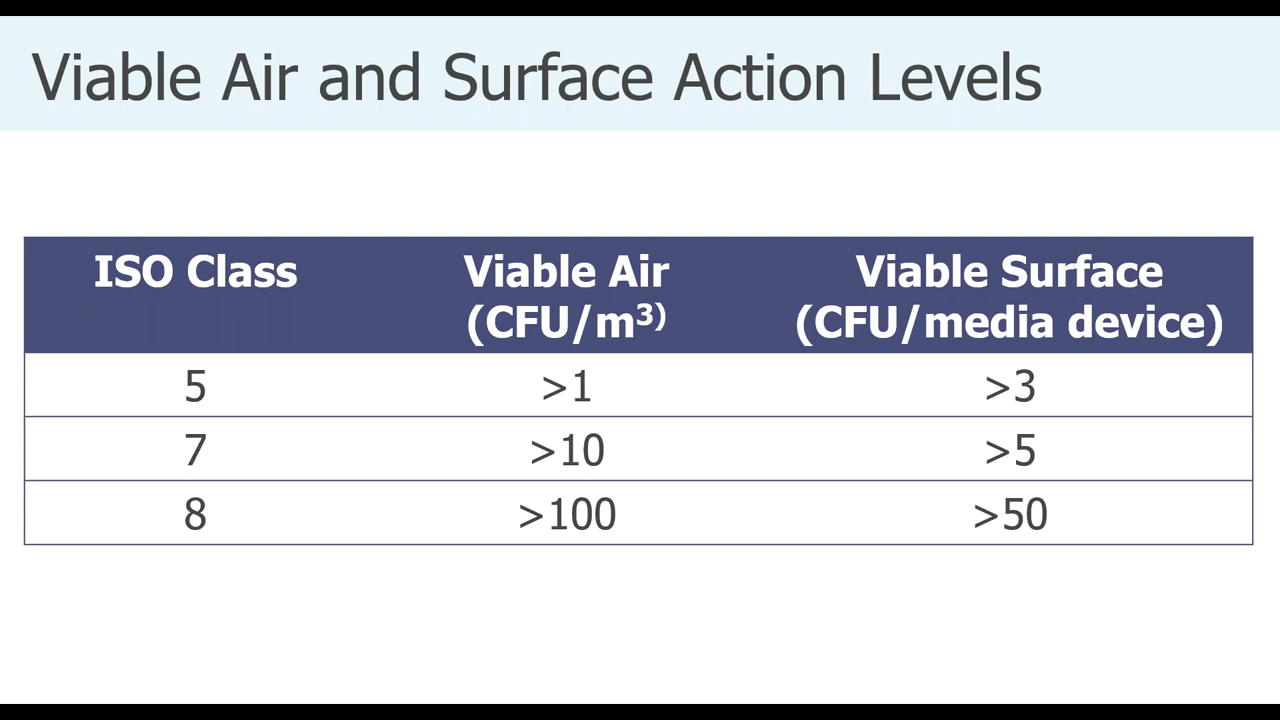 Viable Air and Surface Action Levels
ISO Class Viable Air Viable Surface
(CFU/m³⁾ (CFU/media device)
5 >1 >3
7 >10 >5
8 >100 >50